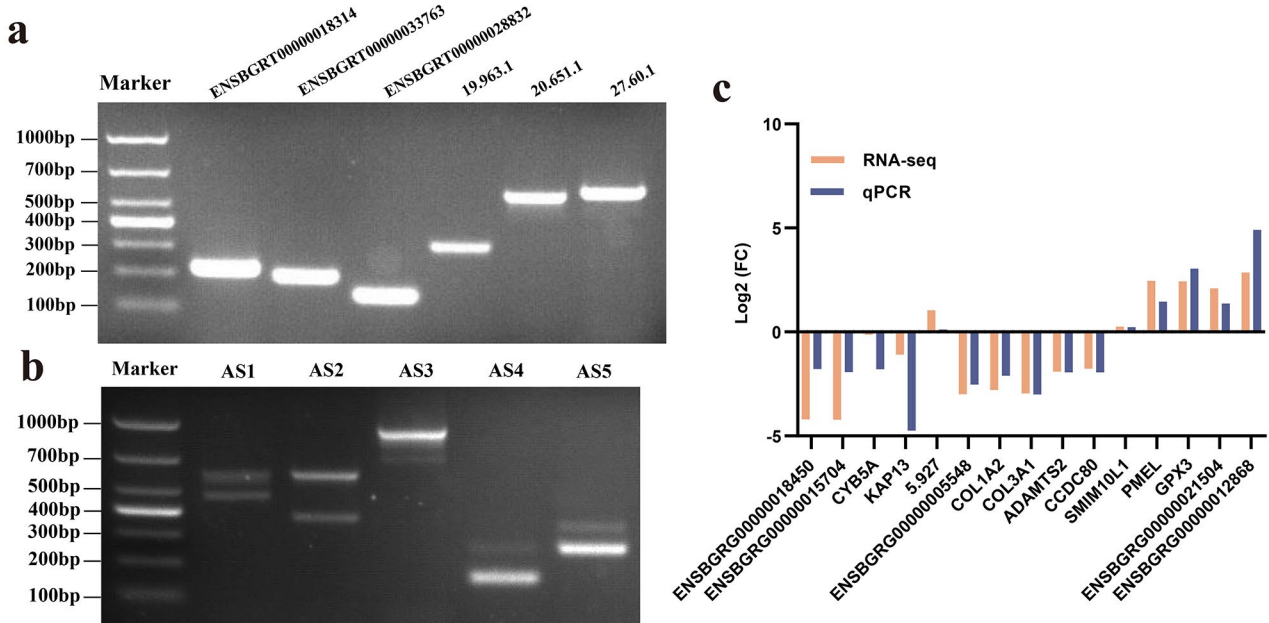 a
Marker
ENSBGRT00000018314
ENSBGRT00000033763
ENSBGRT00000028832
19.963.1
20.651.1
27.60.1
1000bp
700bp
500bp
400bp
300bp
200bp
100bp
b
Marker AS1 AS2 AS3 AS4 AS5
1000bp
700bp
500bp
400bp
300bp
200bp
100bp
c
10
5
0
-5
Log2 (FC)
RNA-seq
qPCR
ENSBGRG00000018450
ENSBGRG00000015704
CYB5A
KAP13
5.927
ENSBGRG00000005548
COL1A2
COL3A1
ADAMTS2
CCDC80
SMIM10L1
PMEL
GPX3
ENSBGRG00000021504
ENSBGRG00000012868